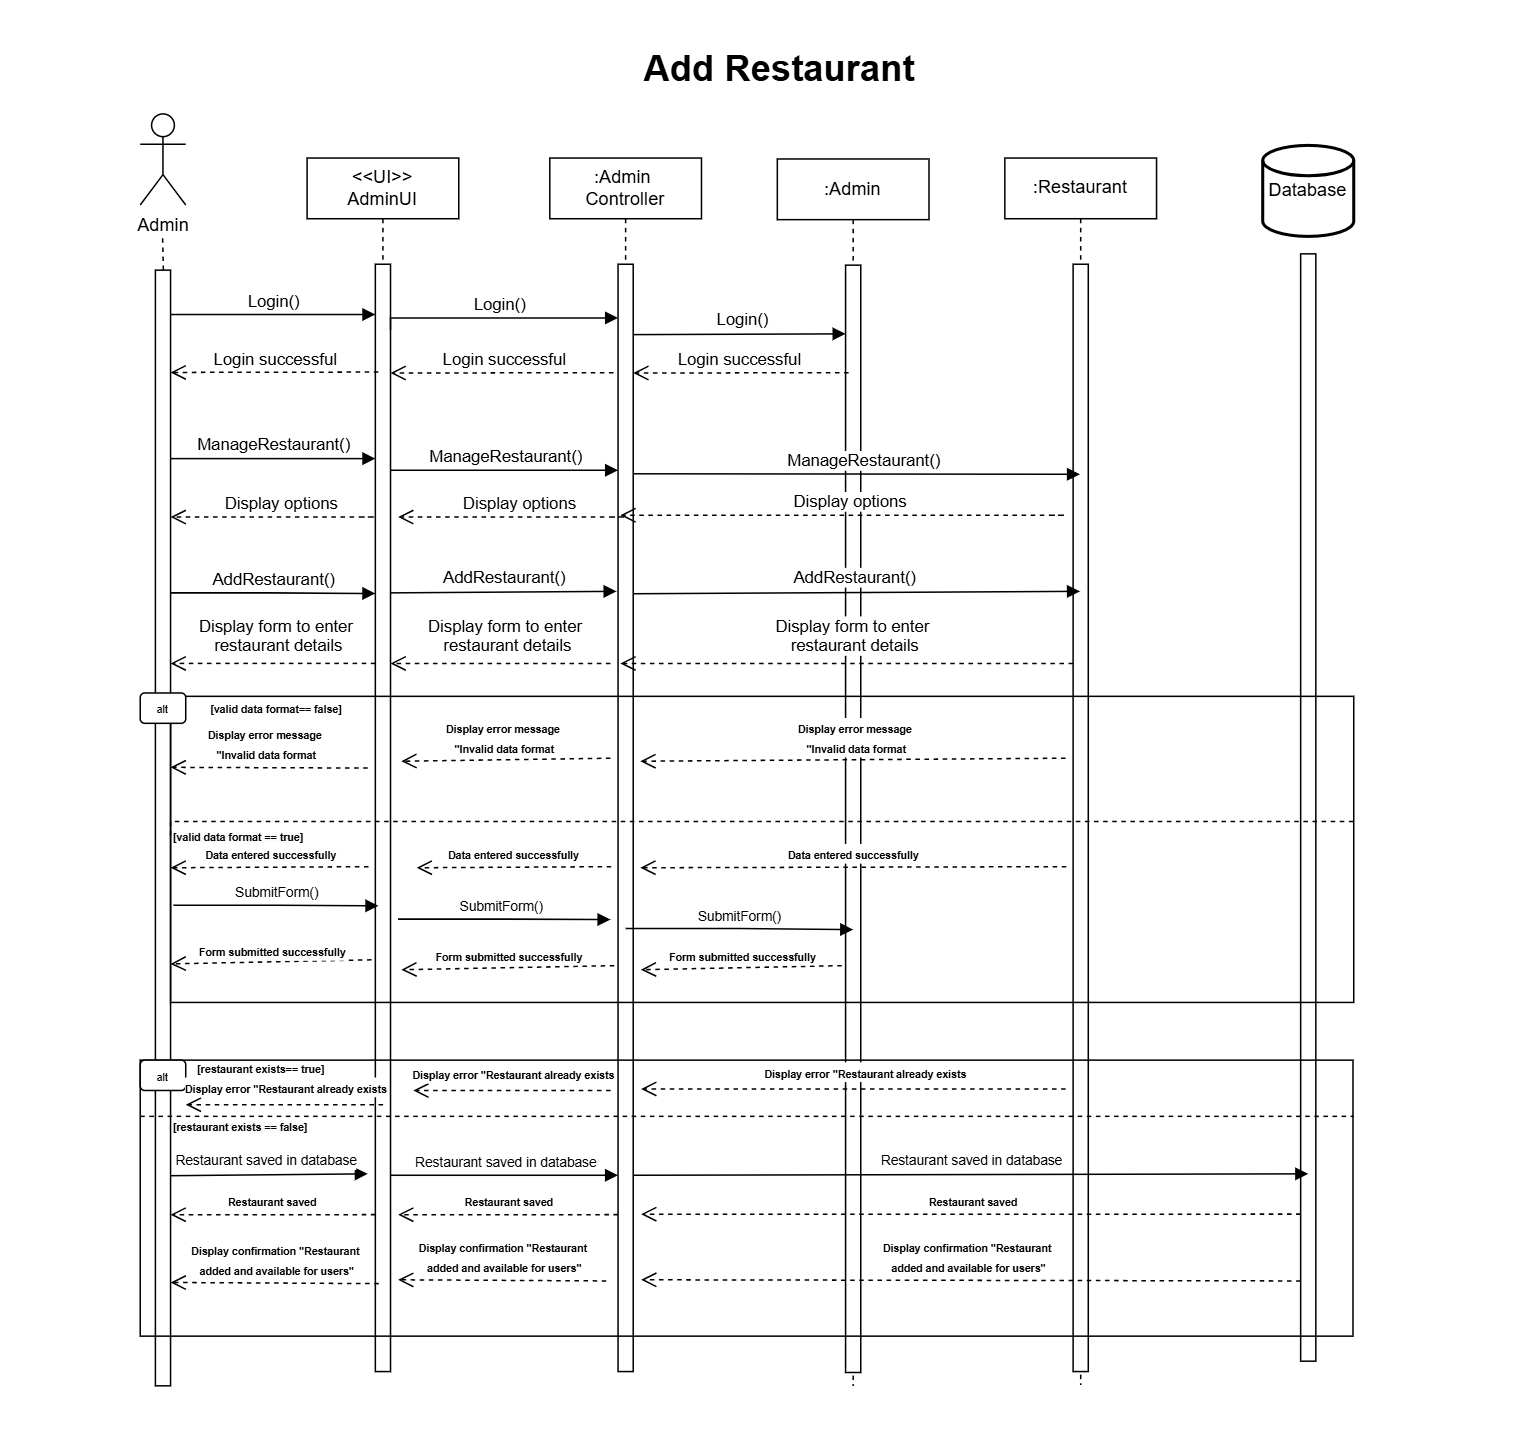 Add Restaurant
Admin
<<UI>>
AdminUI
:Admin
Controller
:Admin
:Restaurant
Database
Login()
Login()
Login()
Login successful
Login successful
Login successful
ManageRestaurant()
ManageRestaurant()
ManageRestaurant()
Display options
Display options
Display options
AddRestaurant()
AddRestaurant()
AddRestaurant()
Display form to enter
restaurant details
Display form to enter
restaurant details
Display form to enter
restaurant details
alt
[valid data format== false]
Display error message
"Invalid data format
Display error message
"Invalid data format
Display error message
"Invalid data format
[valid data format == true]
Data entered successfully
Data entered successfully
Data entered successfully
SubmitForm()
SubmitForm()
SubmitForm()
Form submitted successfully
Form submitted successfully
Form submitted successfully
alt
[restaurant exists== true]
Display error "Restaurant already exists
Display error "Restaurant already exists
Display error "Restaurant already exists
[restaurant exists == false]
Restaurant saved in database
Restaurant saved in database
Restaurant saved in database
Restaurant saved
Restaurant saved
Restaurant saved
Display confirmation "Restaurant
added and available for users"
Display confirmation "Restaurant
added and available for users"
Display confirmation "Restaurant
added and available for users"